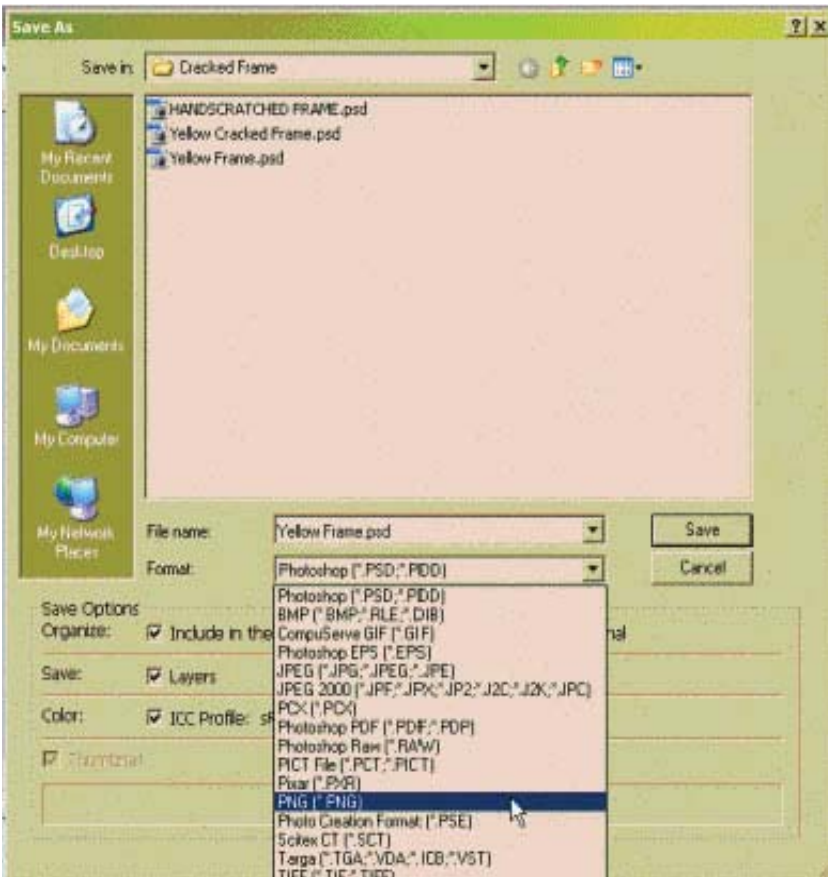 Save As
Save in: Cracked Frame
HANDSCRATCHED FRAME.psd
Yellow Cracked Frame.psd
Yellow Frame.psd
My Recent
Documents
Desktop
My Documents
My Computer
My Network
Places
File name: Yellow Frame.psd
Save
Format: Photoshop (*.PSD;*.PDD)
Cancel
Photoshop (*.PSD;*.PDD)
BMP (*.BMP;*.RLE;*.DIB)
CompuServe GIF (*.GIF)
Photoshop EPS (*.EPS)
JPEG (*.JPG;*.JPEG;*.JPE)
JPEG 2000 (*.JPF;*.JPX;*.JP2;*.J2C;*.J2K;*.JPC)
PCX (*.PCX)
Photoshop PDF (*.PDF;*.PDP)
Photoshop Raw (*.RAW)
PICT File (*.PCT;*.PICT)
Pixar (*.PXR)
PNG (*.PNG)
Photo Creation Format (*.PSE)
Scitex CT (*.SCT)
Targa (*.TGA;*.VDA;*.ICB;*.VST)
TIFF (*.TIF;*.TIFF)
Save Options
Organize: Include in the
Save: Layers
Color: ICC Profile:
Thumbnail